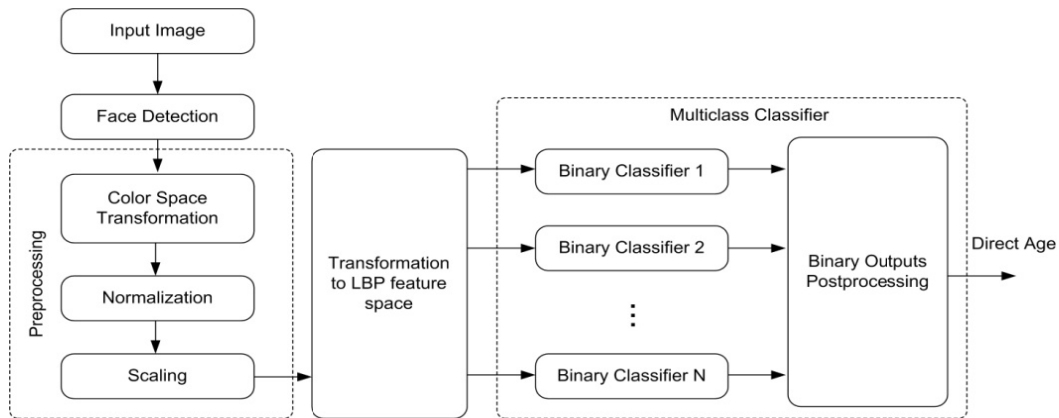 Input Image
Face Detection
Preprocessing
Color Space
Transformation
Normalization
Scaling
Transformation
to LBP feature
space
Multiclass Classifier
Binary Classifier 1
Binary Classifier 2
...
Binary Classifier N
Binary Outputs
Postprocessing
Direct Age